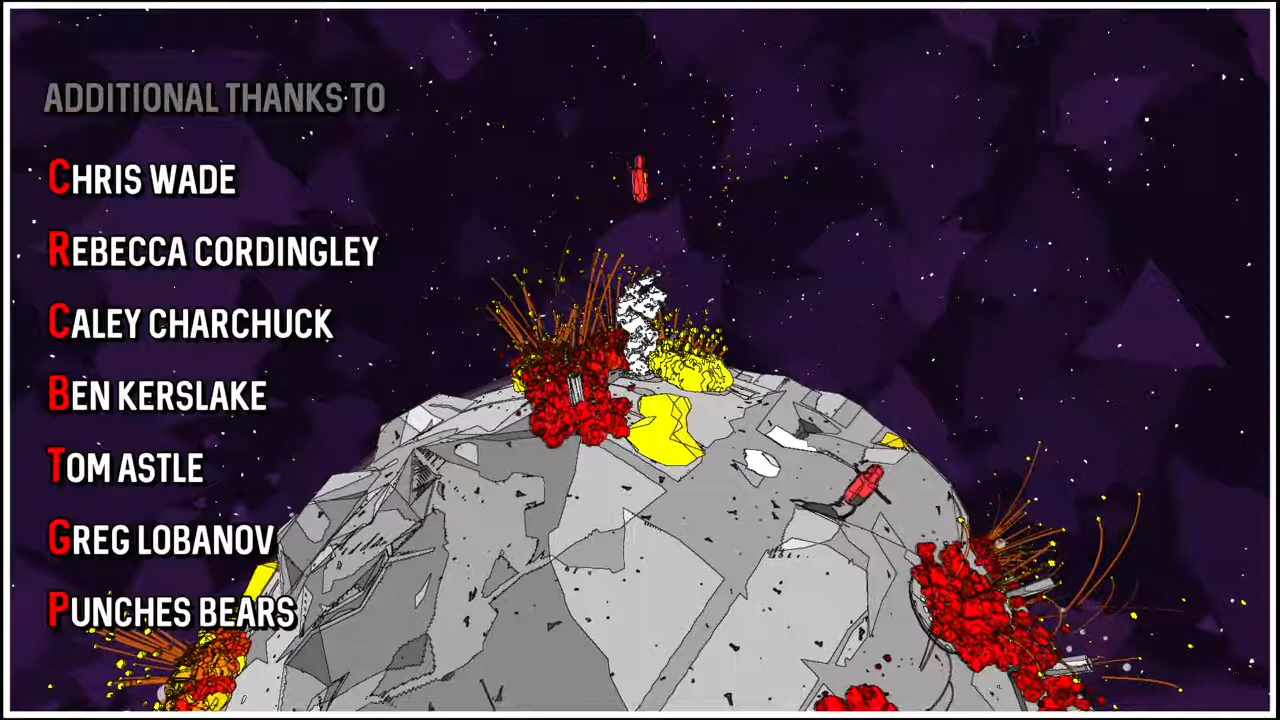 ADDITIONAL THANKS TO
CHRIS WADE
REBECCA CORDINGLEY
CALEY CHARCHUCK
BEN KERSLAKE
TOM ASTLE
GREG LOBANOV
PUNCHES BEARS